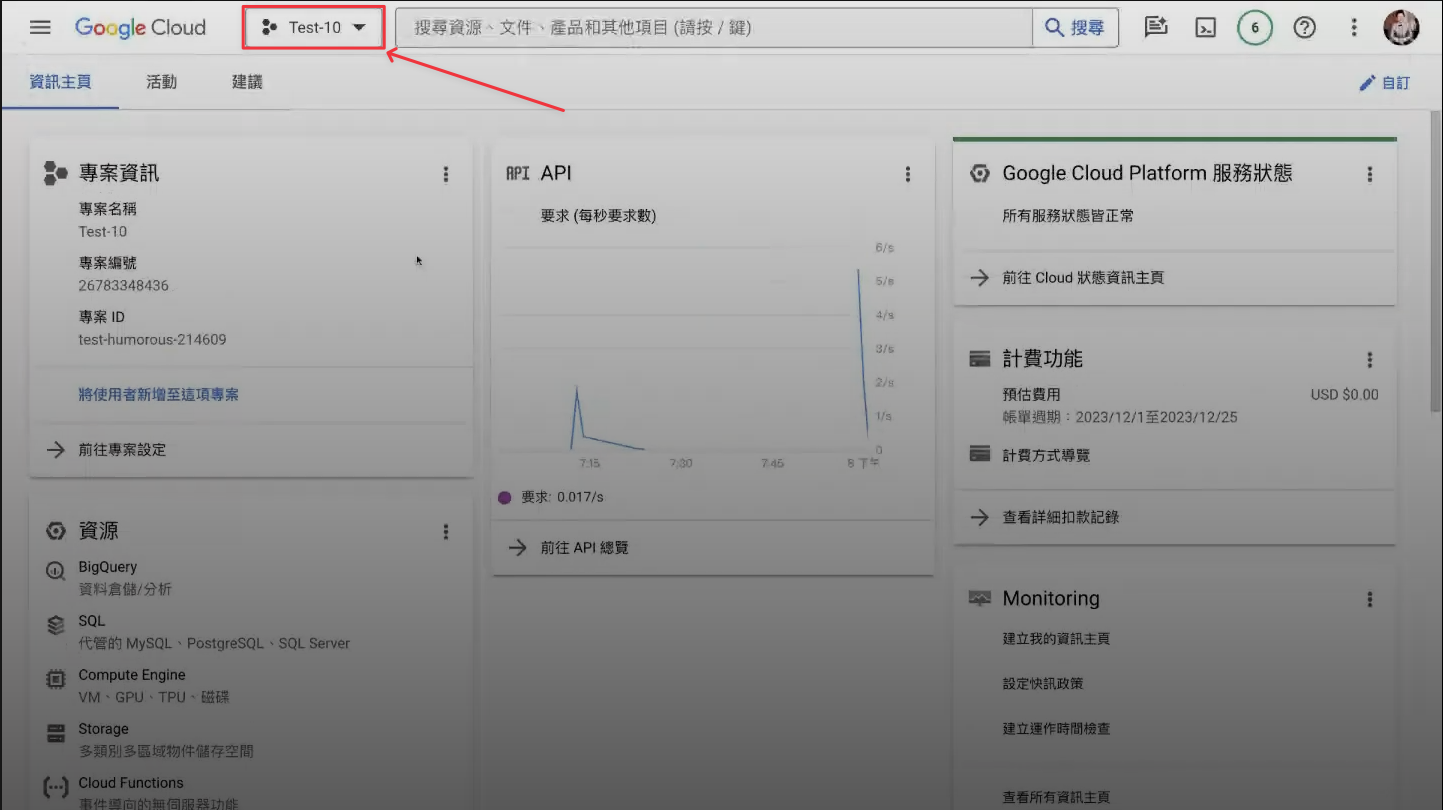 Google Cloud
Test-10
搜尋資源、文件、產品和其他項目 (請按 / 鍵)
搜尋
6
資訊主頁
活動
建議
自訂
專案資訊
專案名稱
Test-10
專案編號
26783348436
專案 ID
test-humorous-214609
將使用者新增至這項專案
前往專案設定
資源
BigQuery
資料倉儲/分析
SQL
代管的 MySQL、PostgreSQL、SQL Server
Compute Engine
VM、GPU、TPU、磁碟
Storage
多類別多區域物件儲存空間
Cloud Functions
事件導向的無伺服器功能
API API
要求 (每秒要求數)
6/s
5/s
4/s
3/s
2/s
1/s
0
7:15
7:30
7:45
8 下午
要求: 0.017/s
前往 API 總覽
Google Cloud Platform 服務狀態
所有服務狀態皆正常
前往 Cloud 狀態資訊主頁
計費功能
預估費用
USD $0.00
帳單週期：2023/12/1至2023/12/25
計費方式導覽
查看詳細扣款記錄
Monitoring
建立我的資訊主頁
設定快訊政策
建立運作時間檢查
查看所有資訊主頁